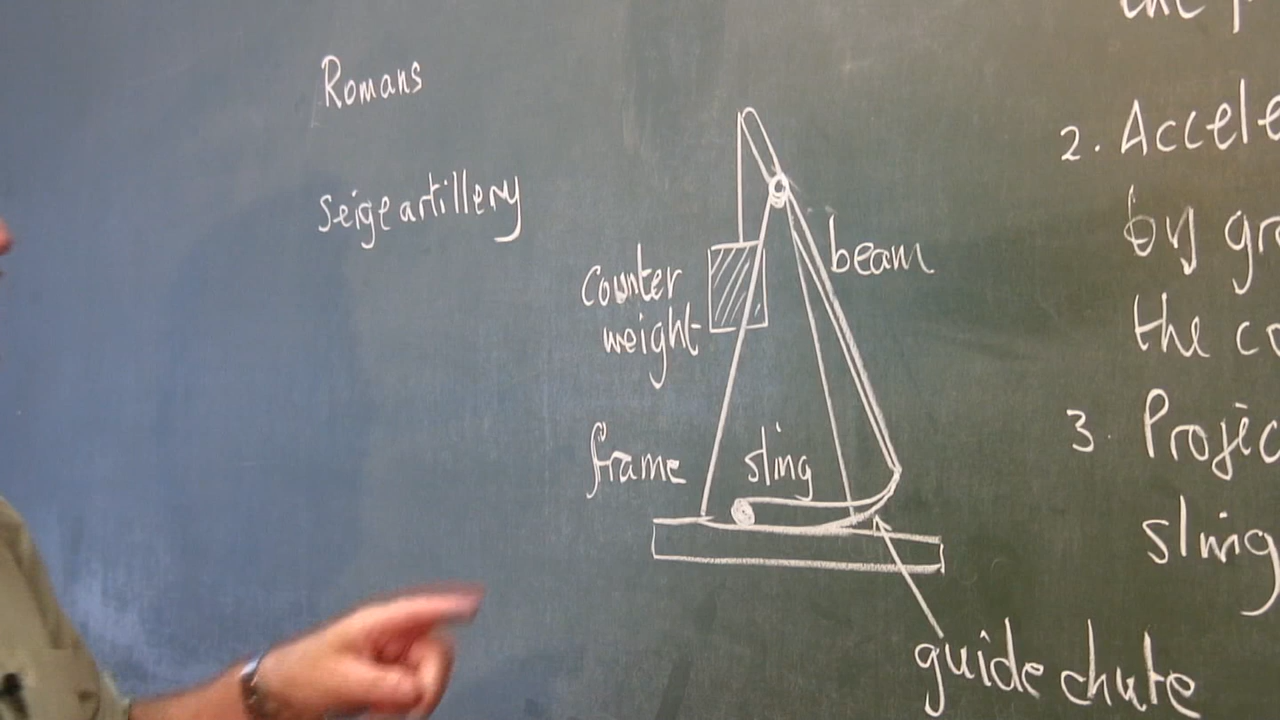 Romans
Seige artillery
counter
weight
beam
frame
sling
guide chute
the
2. Accele
by gr
the co
3. Projec
sling